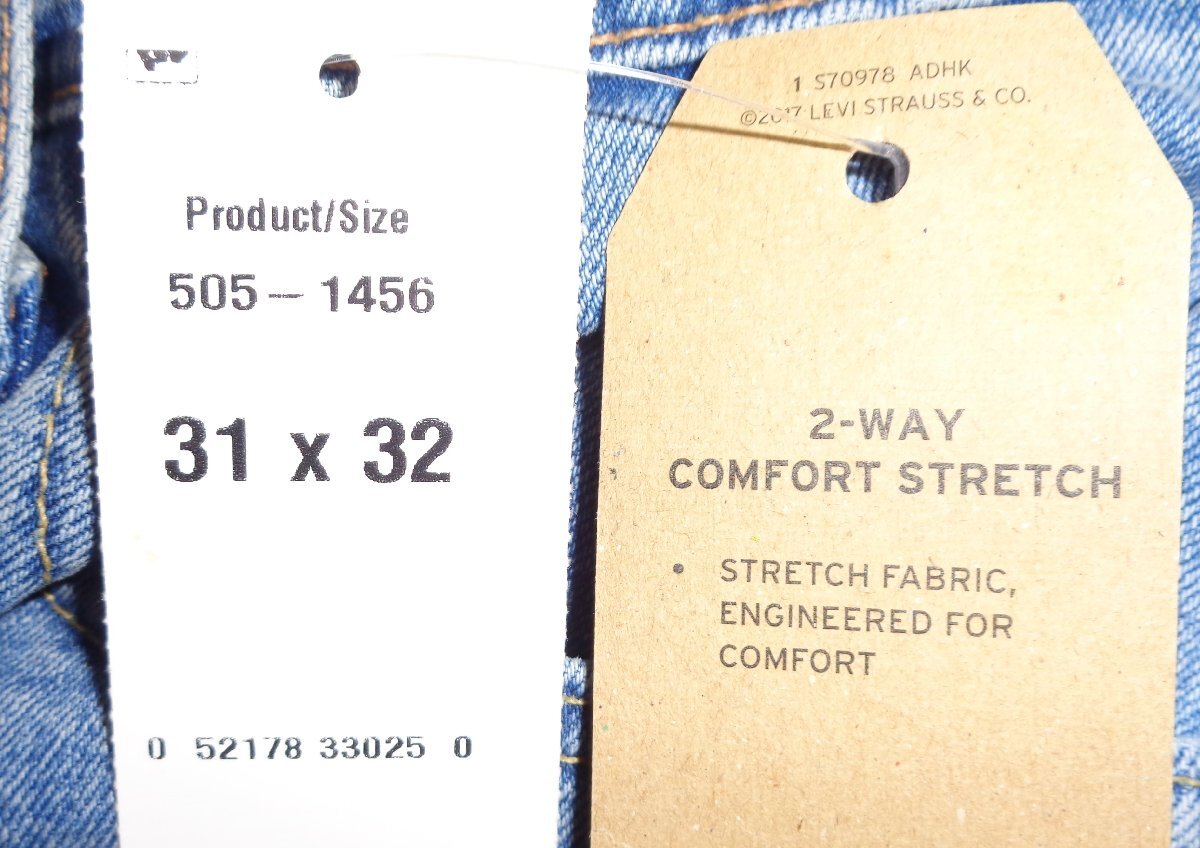 Product/Size
505-1456
31 x 32
0 52178 33025 0
1 S70978 ADHK
©2017 LEVI STRAUSS & CO.
2-WAY
COMFORT STRETCH
• STRETCH FABRIC,
ENGINEERED FOR
COMFORT